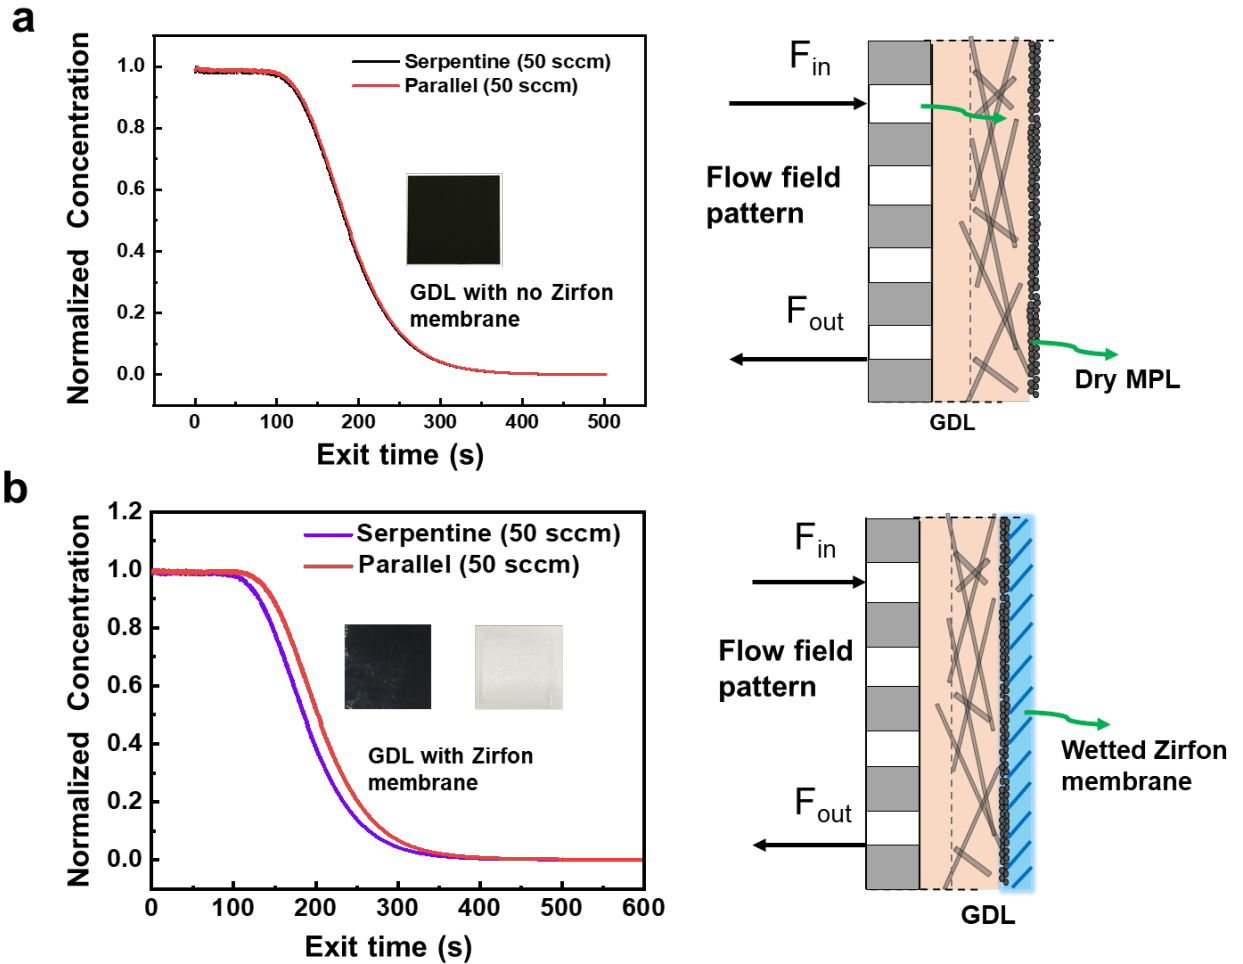 a
Normalized Concentration
1.0
0.8
0.6
0.4
0.2
0.0
Serpentine (50 sccm)
Parallel (50 sccm)
GDL with no Zirfon
membrane
0 100 200 300 400 500
Exit time (s)
Fin
Flow field
pattern
Fout
Dry MPL
GDL
b
Normalized Concentration
1.2
1.0
0.8
0.6
0.4
0.2
0.0
Serpentine (50 sccm)
Parallel (50 sccm)
GDL with Zirfon
membrane
0 100 200 300 400 500 600
Exit time (s)
Fin
Flow field
pattern
Wetted Zirfon
membrane
Fout
GDL